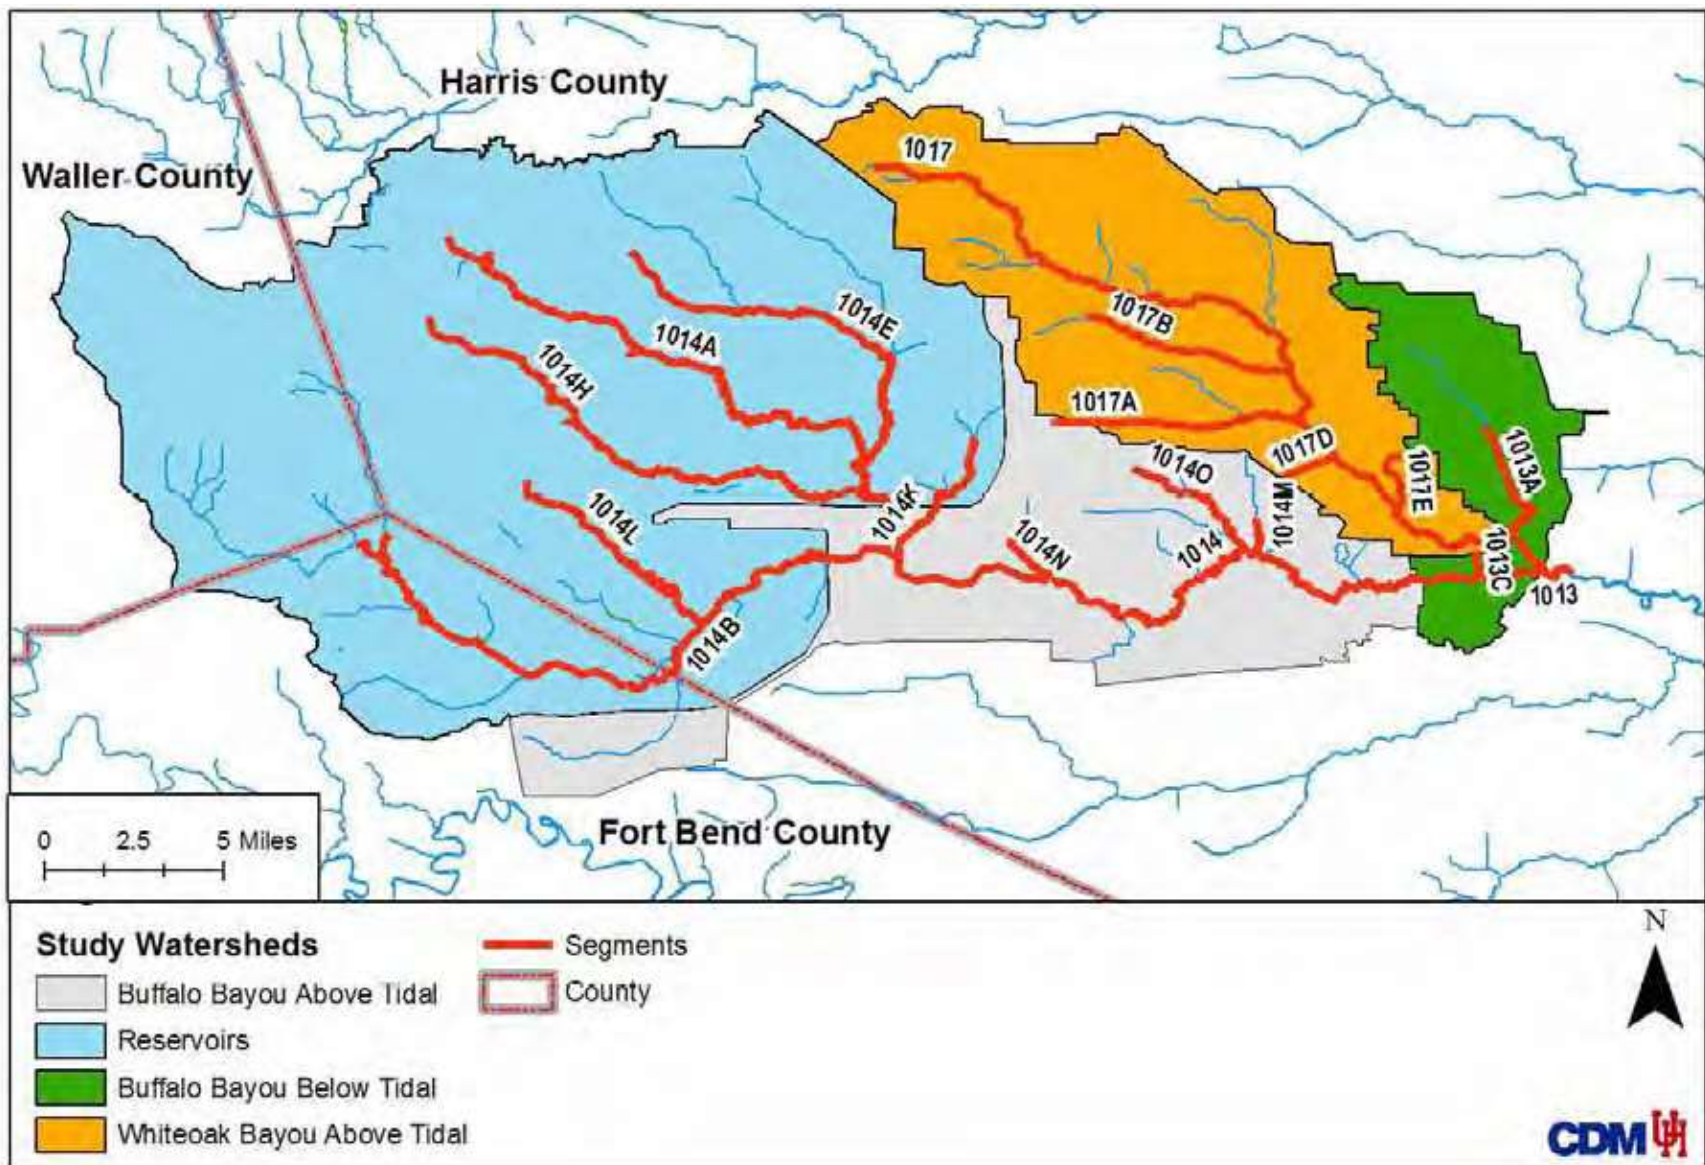 Harris County
Waller County
1017
1014E
1017B
1014A
1014H
1017A
1014O
1017D
1017E
1013A
1014L
1014K
1014N
1014
1014M
1013C
1013
1014B
Fort Bend County
0 2.5 5 Miles
Study Watersheds
Buffalo Bayou Above Tidal
Reservoirs
Buffalo Bayou Below Tidal
Whiteoak Bayou Above Tidal
Segments
County
N
CDM UH